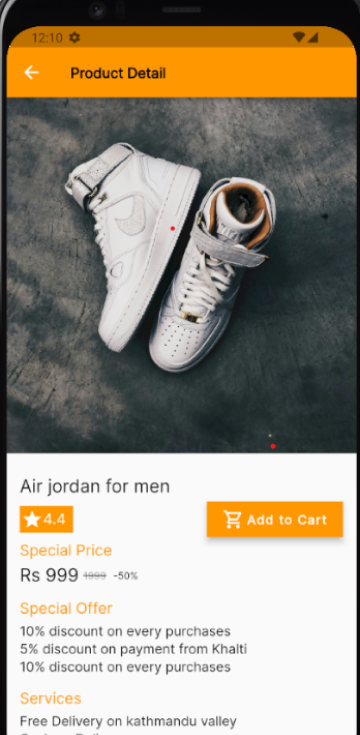 12:10
Product Detail
Air jordan for men
4.4
Add to Cart
Special Price
Rs 999 1999 -50%
Special Offer
10% discount on every purchases
5% discount on payment from Khalti
10% discount on every purchases
Services
Free Delivery on kathmandu valley